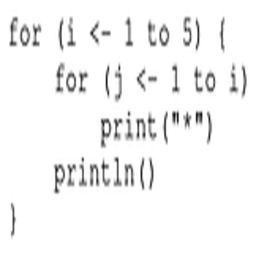 for (i <- 1 to 5) {
    for (j <- 1 to i)
        print("*")
    println()
}